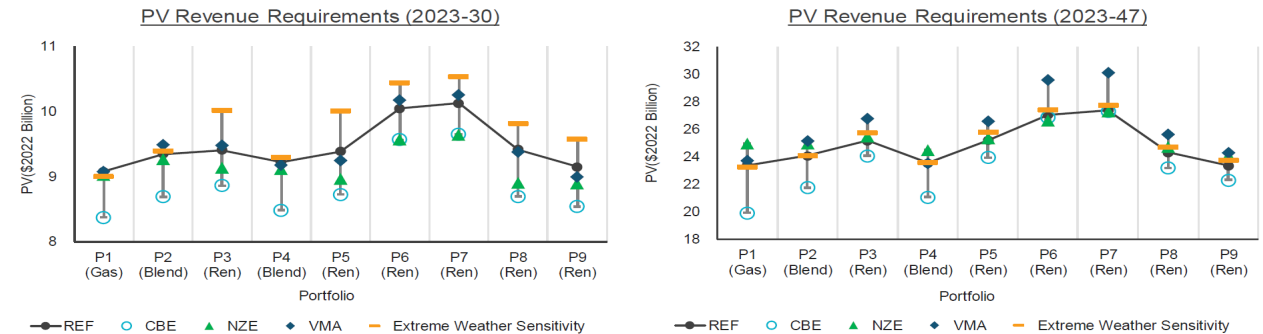 PV Revenue Requirements (2023-30)
PV($2022 Billion)
11
10
9
8
P1 (Gas)
P2 (Blend)
P3 (Ren)
P4 (Blend)
P5 (Ren)
P6 (Ren)
P7 (Ren)
P8 (Ren)
P9 (Ren)
Portfolio
REF CBE NZE VMA Extreme Weather Sensitivity
PV Revenue Requirements (2023-47)
PV($2022 Billion)
32
30
28
26
24
22
20
18
P1 (Gas)
P2 (Blend)
P3 (Ren)
P4 (Blend)
P5 (Ren)
P6 (Ren)
P7 (Ren)
P8 (Ren)
P9 (Ren)
Portfolio
REF CBE NZE VMA Extreme Weather Sensitivity